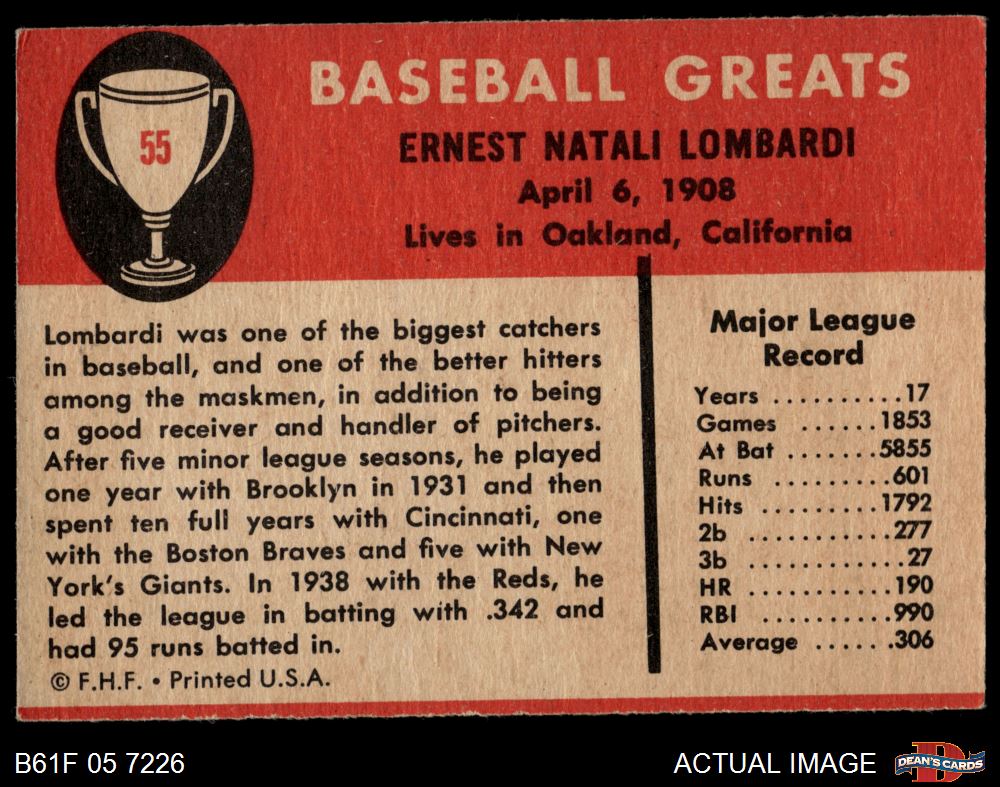 55
BASEBALL GREATS
ERNEST NATALI LOMBARDI
April 6, 1908
Lives in Oakland, California
Lombardi was one of the biggest catchers
in baseball, and one of the better hitters
among the maskmen, in addition to being
a good receiver and handler of pitchers.
After five minor league seasons, he played
one year with Brooklyn in 1931 and then
spent ten full years with Cincinnati, one
with the Boston Braves and five with New
York's Giants. In 1938 with the Reds, he
led the league in batting with .342 and
had 95 runs batted in.
© F.H.F. • Printed U.S.A.
Major League
Record
Years ..........17
Games ......1853
At Bat .......5855
Runs .........601
Hits ..........1792
2b ...........277
3b ............27
HR ...........190
RBI ..........990
Average ......306
B61F 05 7226
ACTUAL IMAGE
D
DEAN'S CARDS